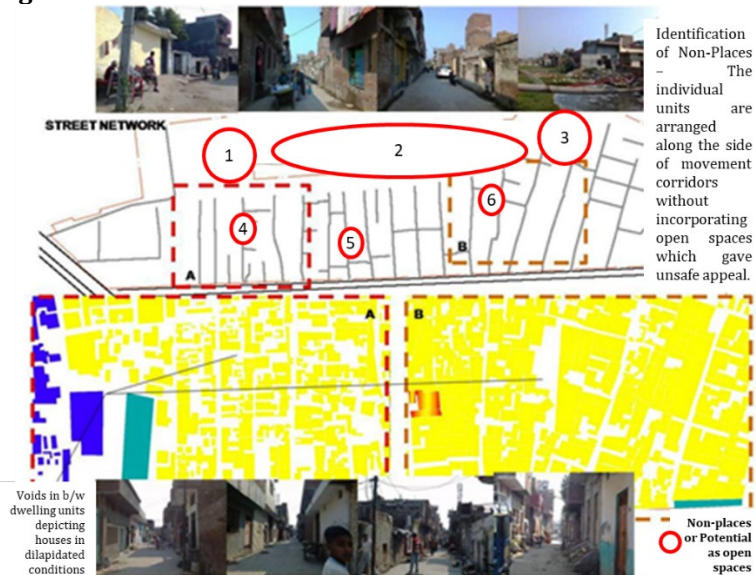 Identification
of Non-Places
– The
individual
units are
arranged
along the side
of movement
corridors
without
incorporating
open spaces
which gave
unsafe appeal.
STREET NETWORK
1
2
3
4
5
6
A
B
A
B
Voids in b/w
dwelling units
depicting
houses in
dilapidated
conditions
Non-places
or Potential
as open
spaces